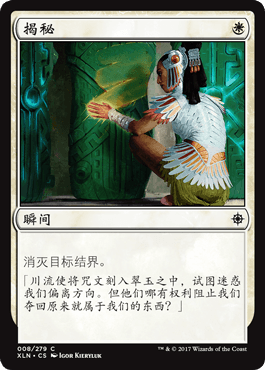 揭秘
瞬间
消灭目标结界。
「川流使将咒文刻入翠玉之中，试图迷惑
我们偏离方向。但他们哪有权利阻止我们
夺回原来就属于我们的东西？」
008/279 C
XLN • CS IGOR KIERYLUK
™ & © 2017 Wizards of the Coast